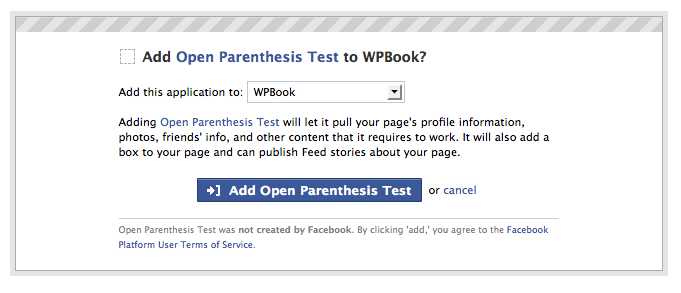 Add Open Parenthesis Test to WPBook?
Add this application to: WPBook
Adding Open Parenthesis Test will let it pull your page's profile information,
photos, friends' info, and other content that it requires to work. It will also add a
box to your page and can publish Feed stories about your page.
Add Open Parenthesis Test or cancel
Open Parenthesis Test was not created by Facebook. By clicking 'add,' you agree to the Facebook
Platform User Terms of Service.